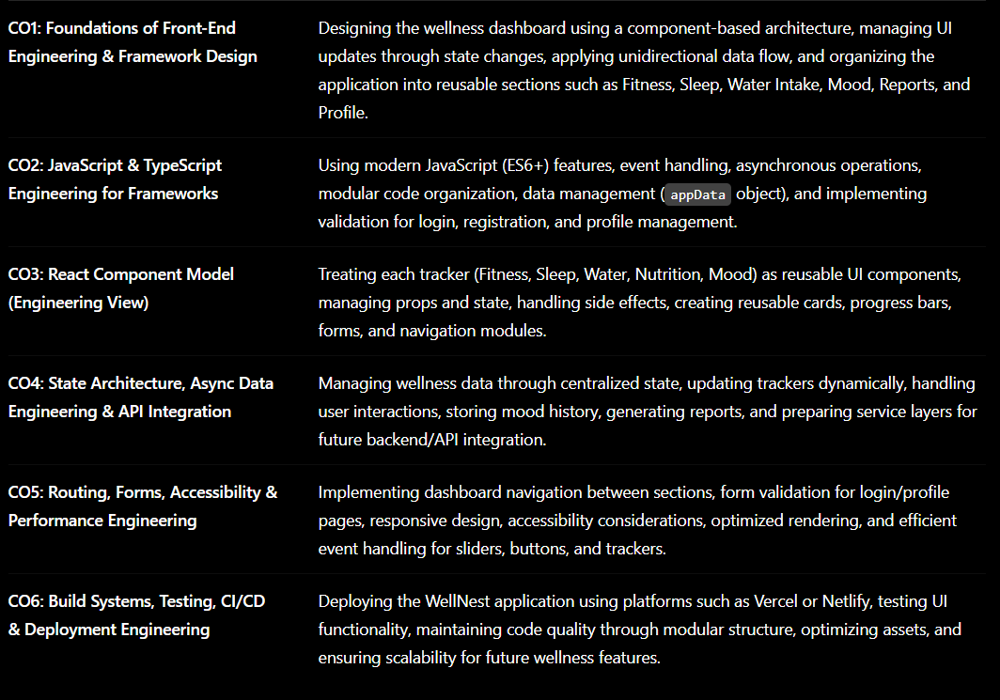 CO1: Foundations of Front-End
Engineering & Framework Design
Designing the wellness dashboard using a component-based architecture, managing UI
updates through state changes, applying unidirectional data flow, and organizing the
application into reusable sections such as Fitness, Sleep, Water Intake, Mood, Reports, and
Profile.
CO2: JavaScript & TypeScript
Engineering for Frameworks
Using modern JavaScript (ES6+) features, event handling, asynchronous operations,
modular code organization, data management (appData object), and implementing
validation for login, registration, and profile management.
CO3: React Component Model
(Engineering View)
Treating each tracker (Fitness, Sleep, Water, Nutrition, Mood) as reusable UI components,
managing props and state, handling side effects, creating reusable cards, progress bars,
forms, and navigation modules.
CO4: State Architecture, Async Data
Engineering & API Integration
Managing wellness data through centralized state, updating trackers dynamically, handling
user interactions, storing mood history, generating reports, and preparing service layers for
future backend/API integration.
CO5: Routing, Forms, Accessibility &
Performance Engineering
Implementing dashboard navigation between sections, form validation for login/profile
pages, responsive design, accessibility considerations, optimized rendering, and efficient
event handling for sliders, buttons, and trackers.
CO6: Build Systems, Testing, CI/CD
& Deployment Engineering
Deploying the WellNest application using platforms such as Vercel or Netlify, testing UI
functionality, maintaining code quality through modular structure, optimizing assets, and
ensuring scalability for future wellness features.